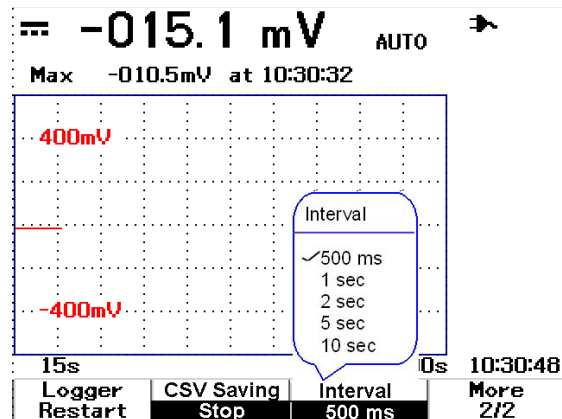 -015.1 mV AUTO
Max -010.5mV at 10:30:32
400mV
Interval
✓500 ms
1 sec
2 sec
5 sec
10 sec
-400mV
15s 0s 10:30:48
Logger CSV Saving Interval More
Restart Stop 500 ms 2/2